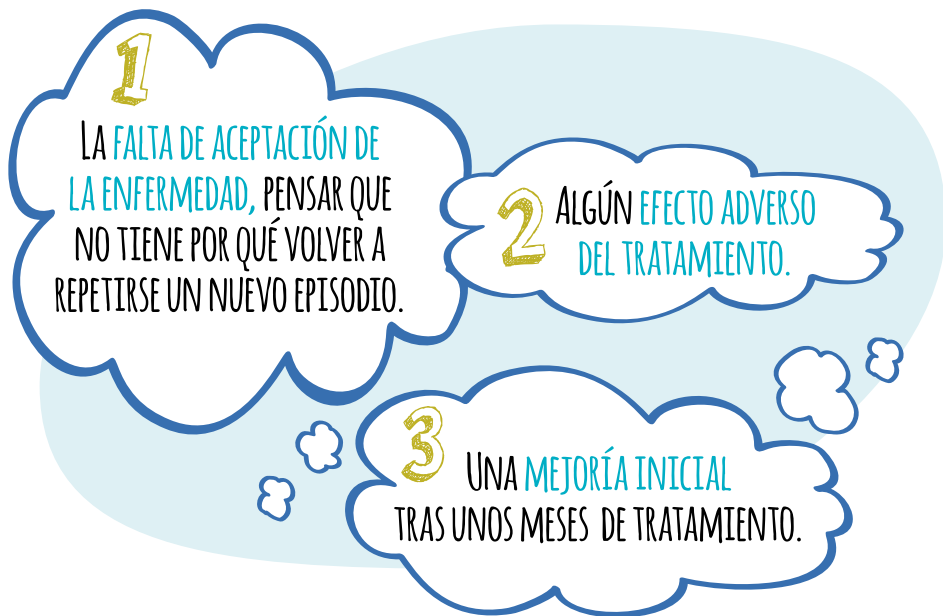 1
LA FALTA DE ACEPTACIÓN DE
LA ENFERMEDAD, PENSAR QUE
NO TIENE POR QUÉ VOLVER A
REPETIRSE UN NUEVO EPISODIO.
2
ALGÚN EFECTO ADVERSO
DEL TRATAMIENTO.
3
UNA MEJORÍA INICIAL
TRAS UNOS MESES DE TRATAMIENTO.